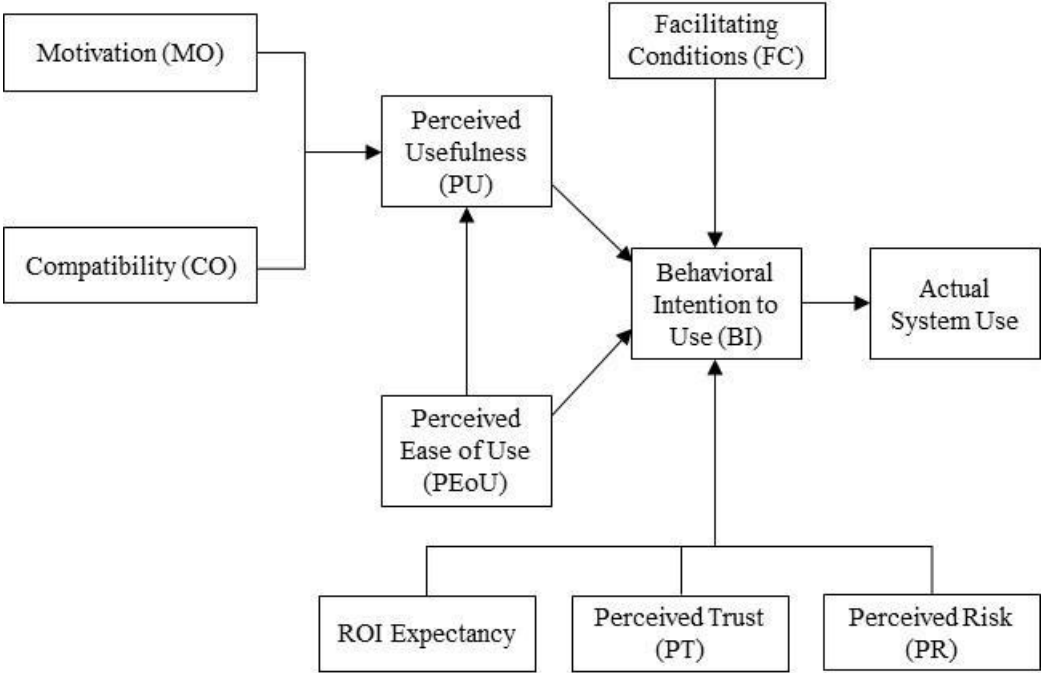 Motivation (MO)
Facilitating
Conditions (FC)
Perceived
Usefulness
(PU)
Compatibility (CO)
Behavioral
Intention to
Use (BI)
Actual
System Use
Perceived
Ease of Use
(PEoU)
ROI Expectancy
Perceived Trust
(PT)
Perceived Risk
(PR)